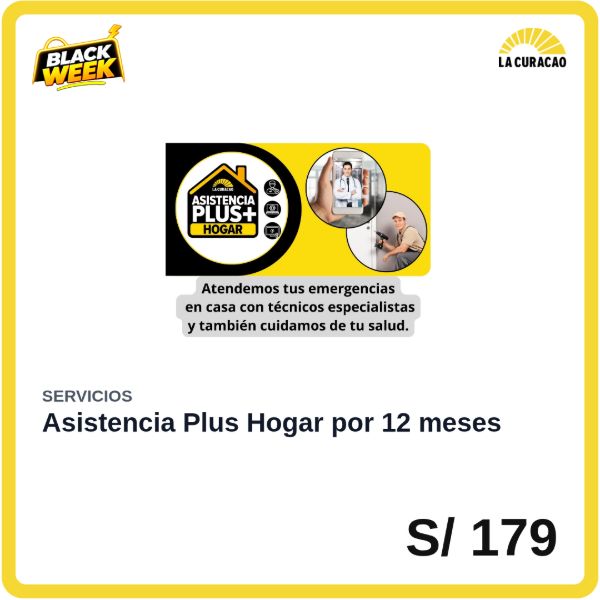 BLACK
WEEK
LA CURACAO
LA CURACAO
ASISTENCIA
PLUS+
HOGAR
Atendemos tus emergencias
en casa con técnicos especialistas
y también cuidamos de tu salud.
SERVICIOS
Asistencia Plus Hogar por 12 meses
S/ 179